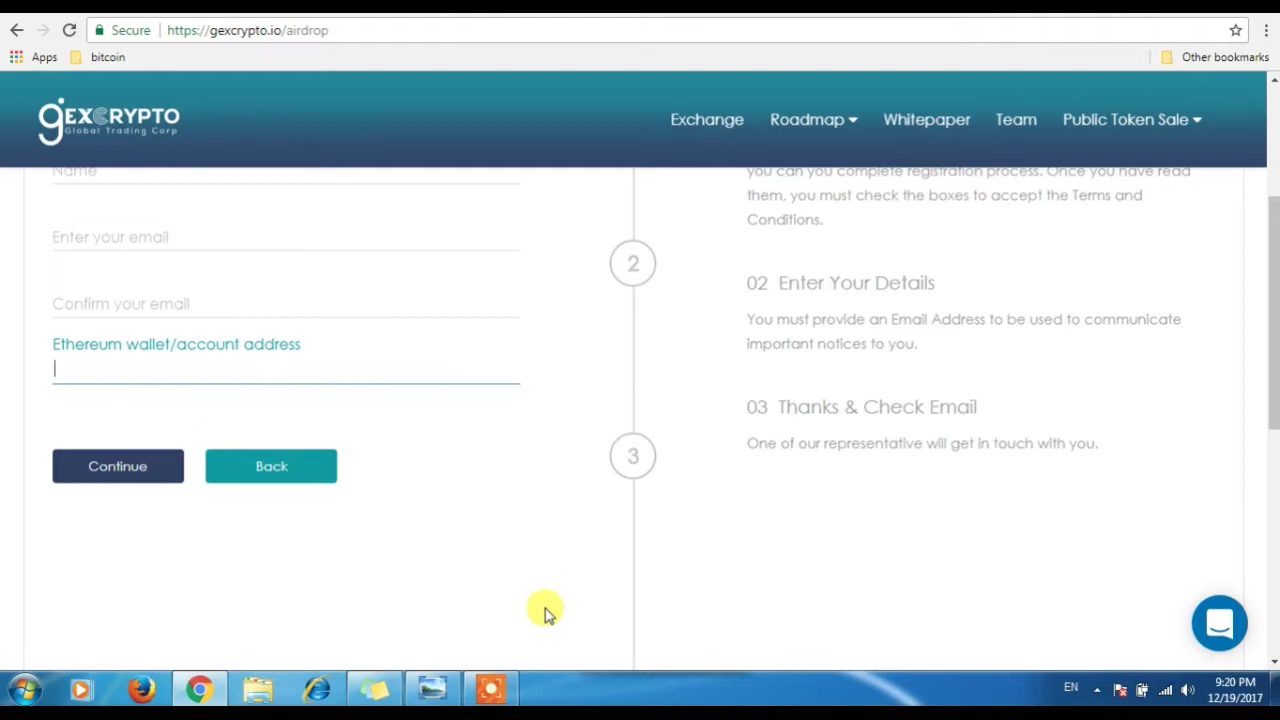 Secure https://gexcrypto.io/airdrop
Apps bitcoin Other bookmarks
gEXCRYPTO
Global Trading Corp
Exchange Roadmap Whitepaper Team Public Token Sale
Name
Enter your email
Confirm your email
Ethereum wallet/account address
Continue Back
2
3
you can you complete registration process. Once you have read
them, you must check the boxes to accept the Terms and
Conditions.
02 Enter Your Details
You must provide an Email Address to be used to communicate
important notices to you.
03 Thanks & Check Email
One of our representative will get in touch with you.
EN
9:20 PM
12/19/2017